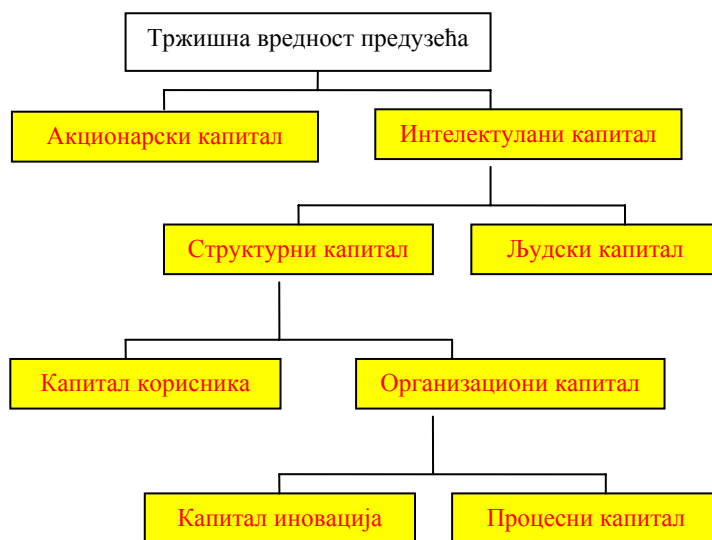 Тржишна вредност предузећа
Акционарски капитал
Интелектулани капитал
Структурни капитал
Људски капитал
Капитал корисника
Организациони капитал
Капитал иновација
Процесни капитал